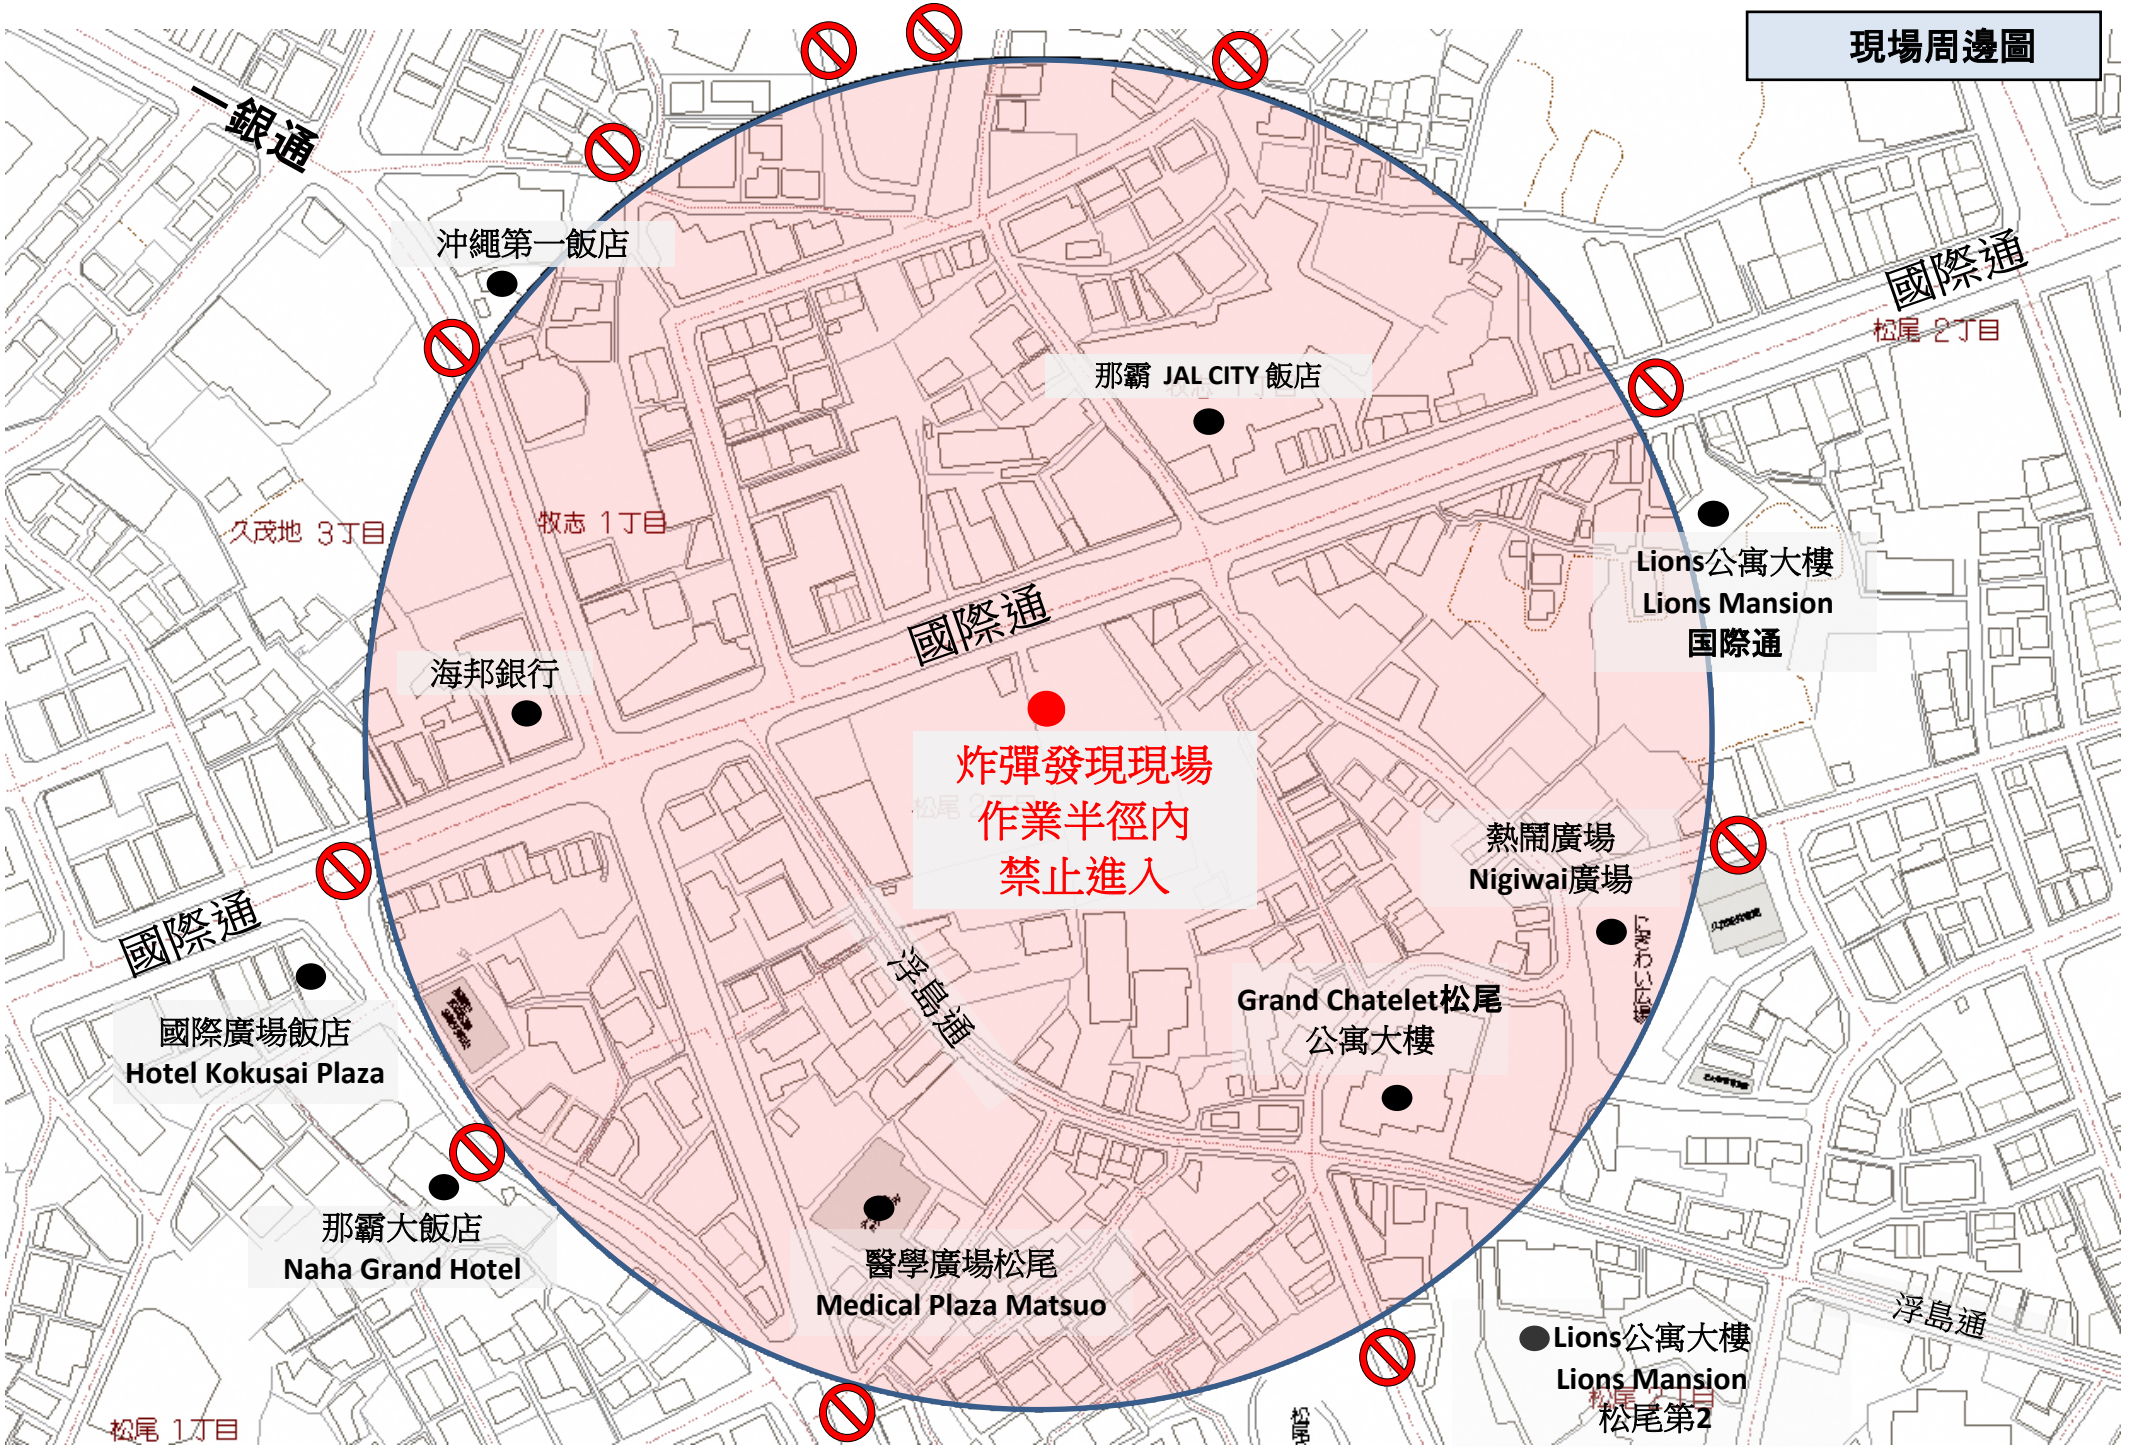 現場周邊圖
一銀通
沖繩第一飯店
國際通
松尾 2丁目
那霸 JAL CITY 飯店
久茂地 3丁目
牧志 1丁目
Lions公寓大樓
Lions Mansion
国際通
國際通
海邦銀行
炸彈發現現場
作業半徑內
禁止進入
熱鬧廣場
Nigiwai廣場
國際通
浮島通
Grand Chatelet松尾
公寓大樓
國際廣場飯店
Hotel Kokusai Plaza
那霸大飯店
Naha Grand Hotel
醫學廣場松尾
Medical Plaza Matsuo
浮島通
Lions公寓大樓
Lions Mansion
松尾第2
松尾 1丁目